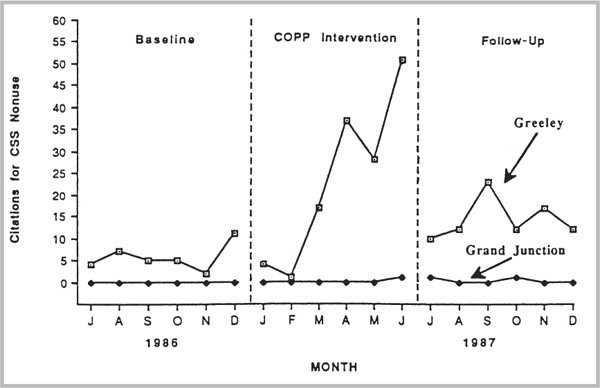 Citations for CSS Nonuse
60
55
50
45
40
35
30
25
20
15
10
5
0
Baseline
COPP Intervention
Follow-Up
Greeley
Grand Junction
J A S O N D J F M A M J J A S O N D
1986 1987
MONTH